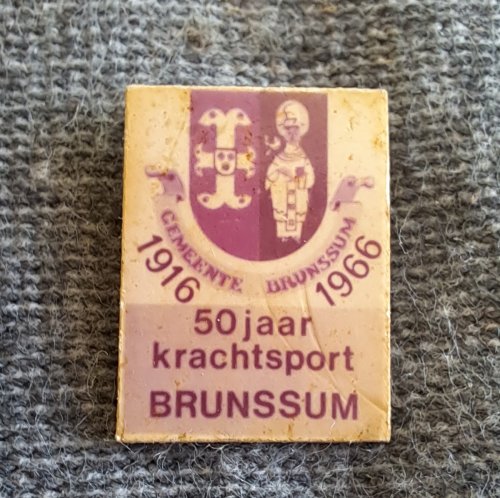 GEMEENTE BRUNSSUM
1916 1966
50 jaar
krachtsport
BRUNSSUM